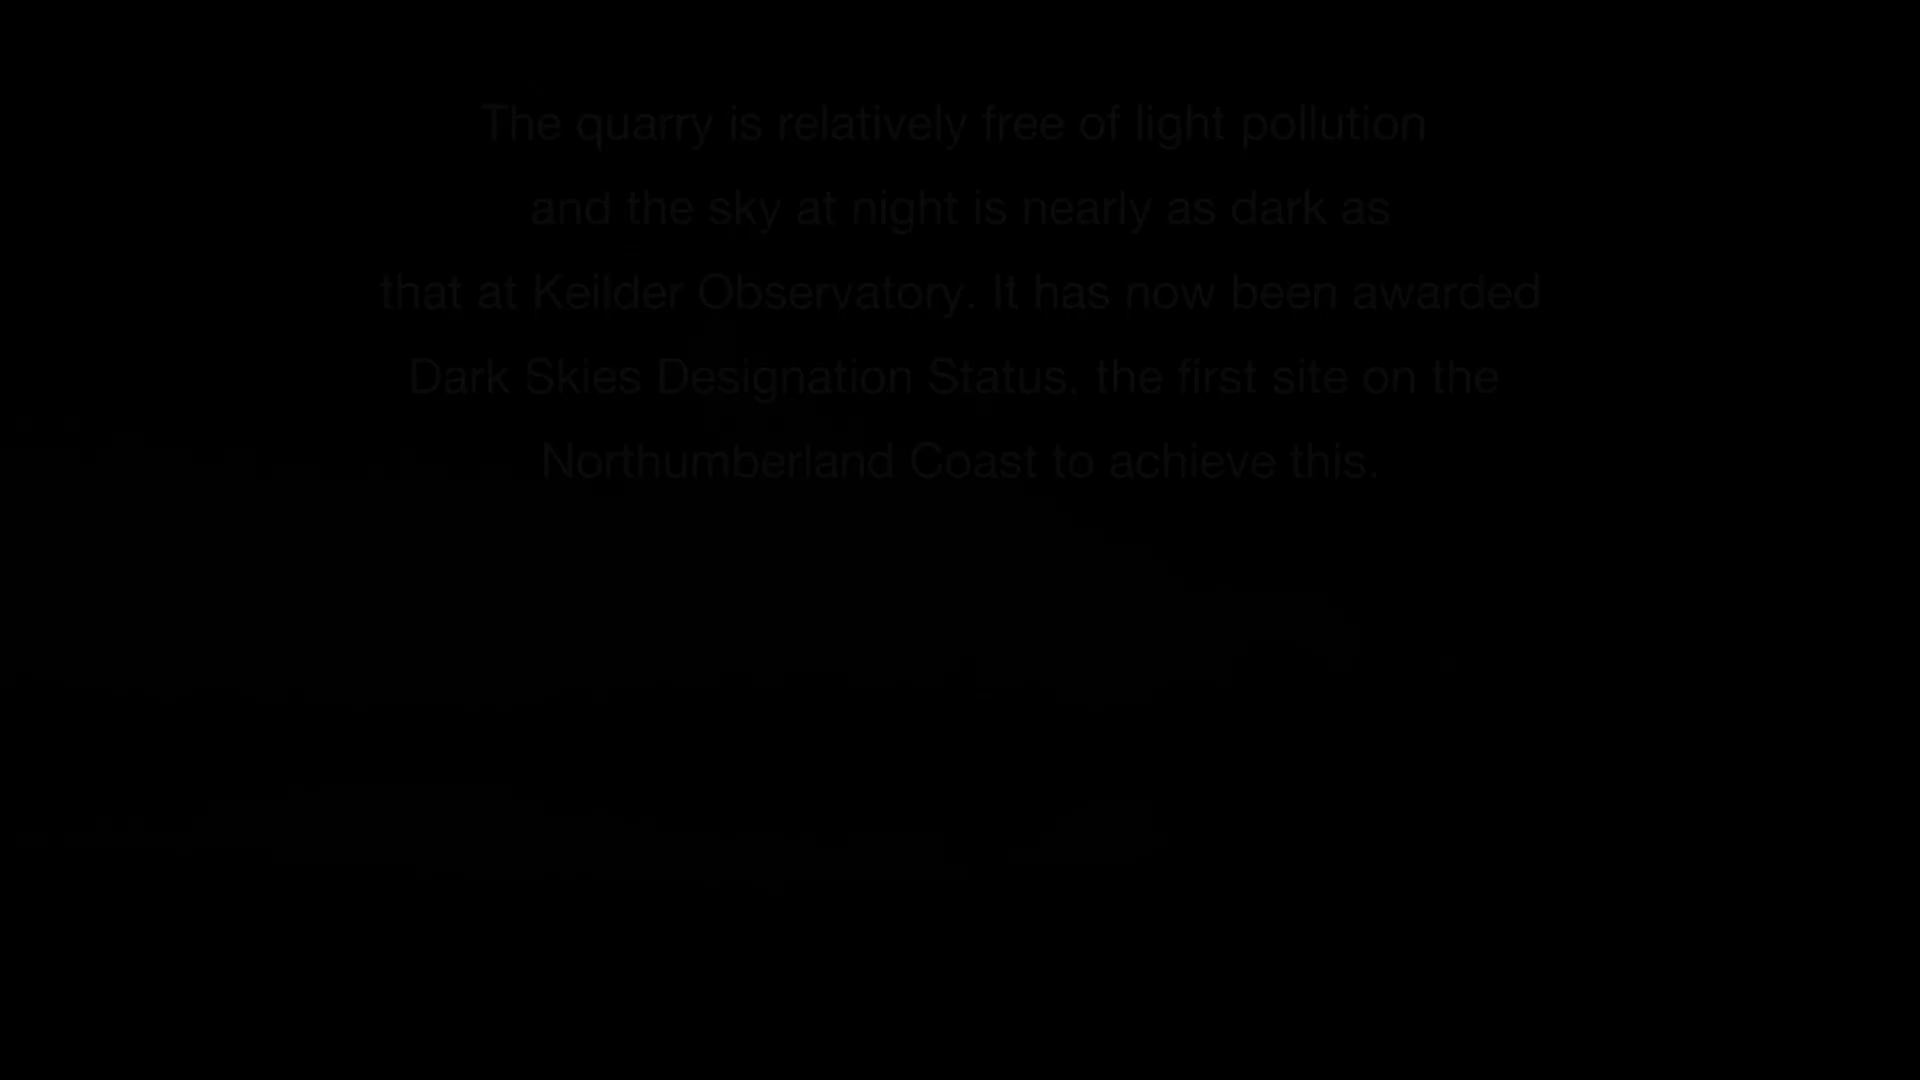 The quarry is relatively free of light pollution
and the sky at night is nearly as dark as
that at Keilder Observatory. It has now been awarded
Dark Skies Designation Status, the first site on the
Northumberland Coast to achieve this.